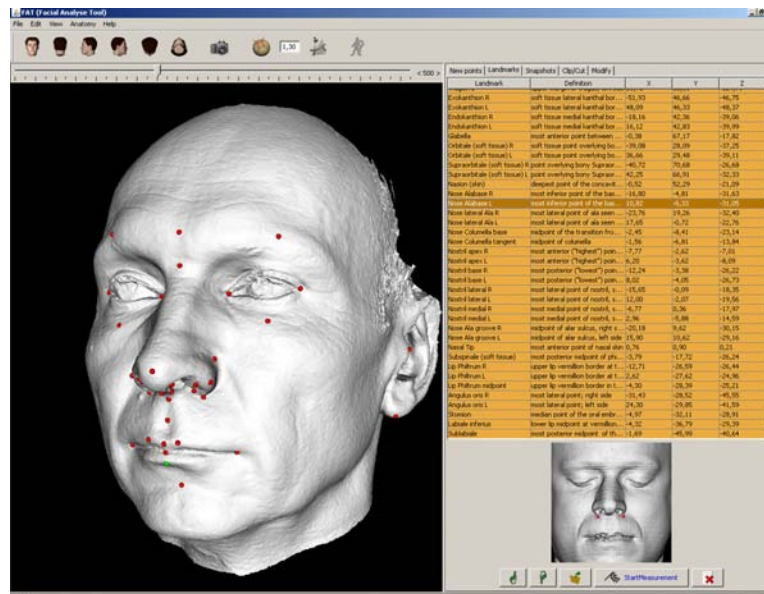 FAT (Facial Analyse Tool)
File Edit View Anatomy Help
1,30
< 500 >
New points Landmarks Snapshots Clip/Cut Modify
Landmark Definition X Y Z
Exokanthion R soft tissue lateral kanthal bor... -51,93 46,66 -46,75
Exokanthion L soft tissue lateral kanthal bor... 48,09 46,33 -48,37
Endokanthion R soft tissue medial kanthal bor... -18,16 42,36 -39,06
Endokanthion L soft tissue medial kanthal bor... 16,12 42,83 -39,99
Glabella most anterior point between ... -0,38 67,17 -17,82
Orbitale (soft tissue) R soft tissue point overlying bo... -39,08 28,09 -37,25
Orbitale (soft tissue) L soft tissue point overlying bo... 36,66 29,48 -39,11
Supraorbitale (soft tissue) R point overlying bony Supraor... -40,72 70,68 -26,68
Supraorbitale (soft tissue) L point overlying bony Supraor... 42,25 66,91 -32,33
Nasion (skin) deepest point of the concavit... -0,52 52,29 -21,09
Nose Alabase R most inferior point of the bas... -16,80 -4,81 -31,63
Nose Alabase L most inferior point of the bas... 10,82 -6,33 -31,05
Nose lateral Ala R most lateral point of ala seen ... -23,76 19,26 -32,40
Nose lateral Ala L most lateral point of ala seen ... 17,65 -0,72 -22,76
Nose Columella base midpoint of the transition fro... -2,45 -8,41 -23,14
Nose Columella tangent midpoint of columella -1,56 -6,81 -13,84
Nostril apex R most anterior ("highest") poin... -7,77 -2,62 -7,01
Nostril apex L most anterior ("highest") poin... 6,20 -3,62 -8,09
Nostril base R most posterior ("lowest") poin... -12,24 -3,38 -26,22
Nostril base L most posterior ("lowest") poin... 8,02 -4,05 -26,73
Nostril lateral R most lateral point of nostril, s... -15,65 -0,09 -18,35
Nostril lateral L most lateral point of nostril, s... 12,00 -2,07 -19,56
Nostril medial R most medial point of nostril, s... -6,77 0,36 -17,97
Nostril medial L most medial point of nostril, s... 2,96 -5,88 -14,59
Nose Ala groove R midpoint of alar sulcus, right s... -20,18 9,62 -30,15
Nose Ala groove L midpoint of alar sulcus, left side 15,90 10,62 -29,16
Nasal Tip most anterior point of nasal skin 0,76 0,90 0,21
Subspinale (soft tissue) most posterior midpoint of phi... -3,79 -17,72 -26,24
Lip Philtrum R upper lip vermillion border at t... -12,71 -26,59 -26,44
Lip Philtrum L upper lip vermillion border at t... 2,62 -27,62 -24,96
Lip Philtrum midpoint upper lip vermillion border in t... -4,30 -28,39 -25,21
Angulus oris R most lateral point; right side -31,43 -28,52 -45,55
Angulus oris L most lateral point; left side 24,30 -29,85 -41,59
Stomion median point of the oral embr... -4,97 -32,11 -28,91
Labiale inferius lower lip midpoint at vermillion... -4,32 -36,79 -29,39
Sublabiale most posterior midpoint of th... -1,69 -45,99 -40,64
StartMeasurement